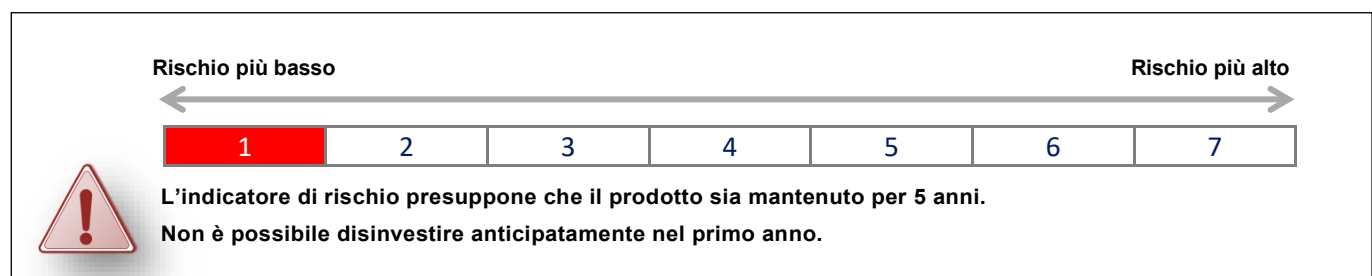 Rischio più basso Rischio più alto
1 2 3 4 5 6 7
L’indicatore di rischio presuppone che il prodotto sia mantenuto per 5 anni.
Non è possibile disinvestire anticipatamente nel primo anno.